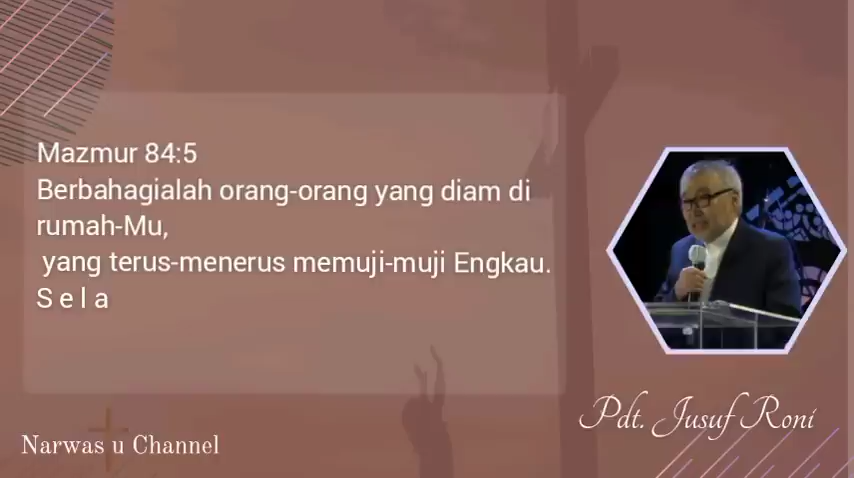 Mazmur 84:5
Berbahagialah orang-orang yang diam di
rumah-Mu,
yang terus-menerus memuji-muji Engkau.
S e l a
Pdt. Jusuf Roni
Narwas u Channel